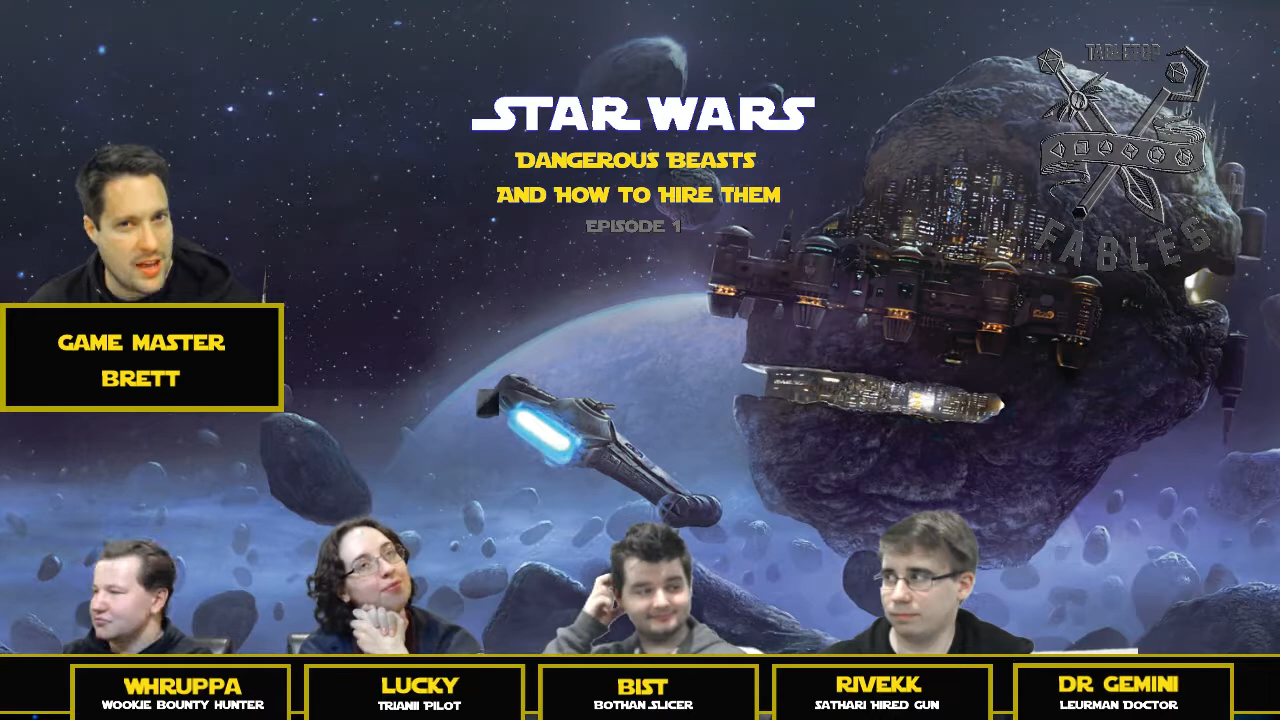 TABLETOP
FABLES
STAR WARS
DANGEROUS BEASTS
AND HOW TO HIRE THEM
EPISODE 1
GAME MASTER
BRETT
WHRUPPA
WOOKIE BOUNTY HUNTER
LUCKY
TRIANII PILOT
BIST
BOTHAN SLICER
RIVEKK
SATHARI HIRED GUN
DR GEMINI
LEURMAN DOCTOR